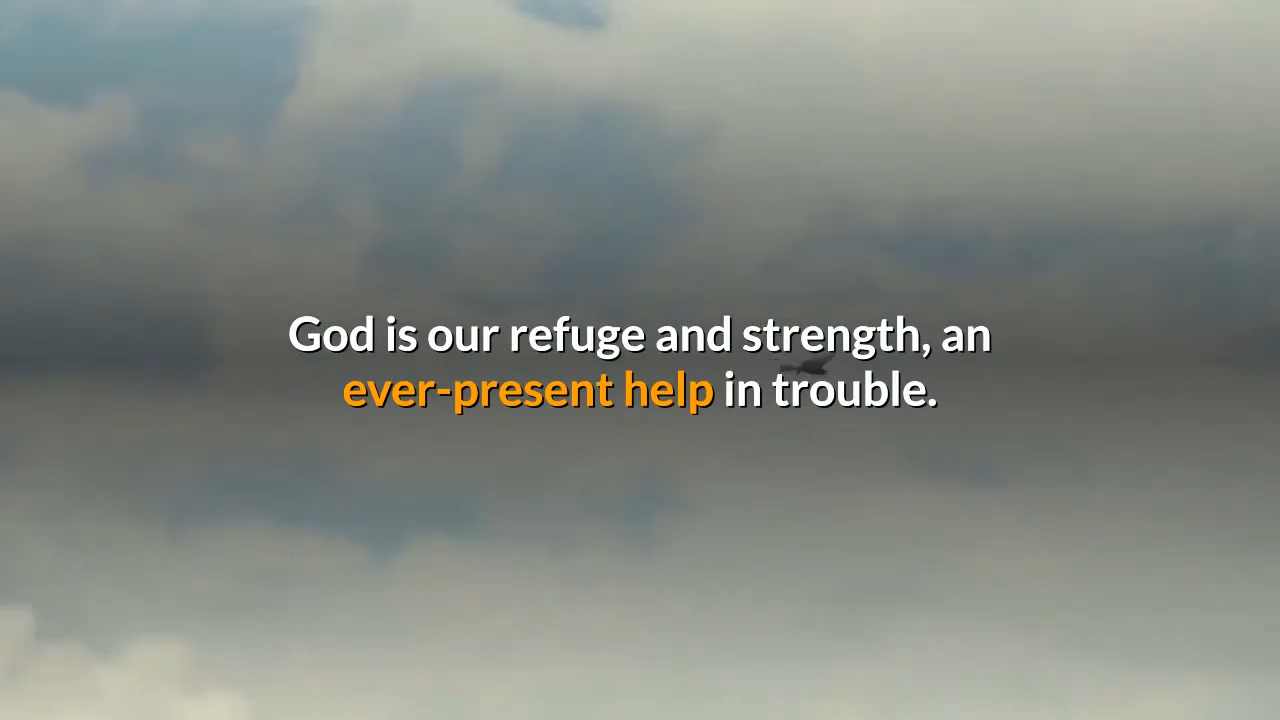 God is our refuge and strength, an
ever-present help in trouble.